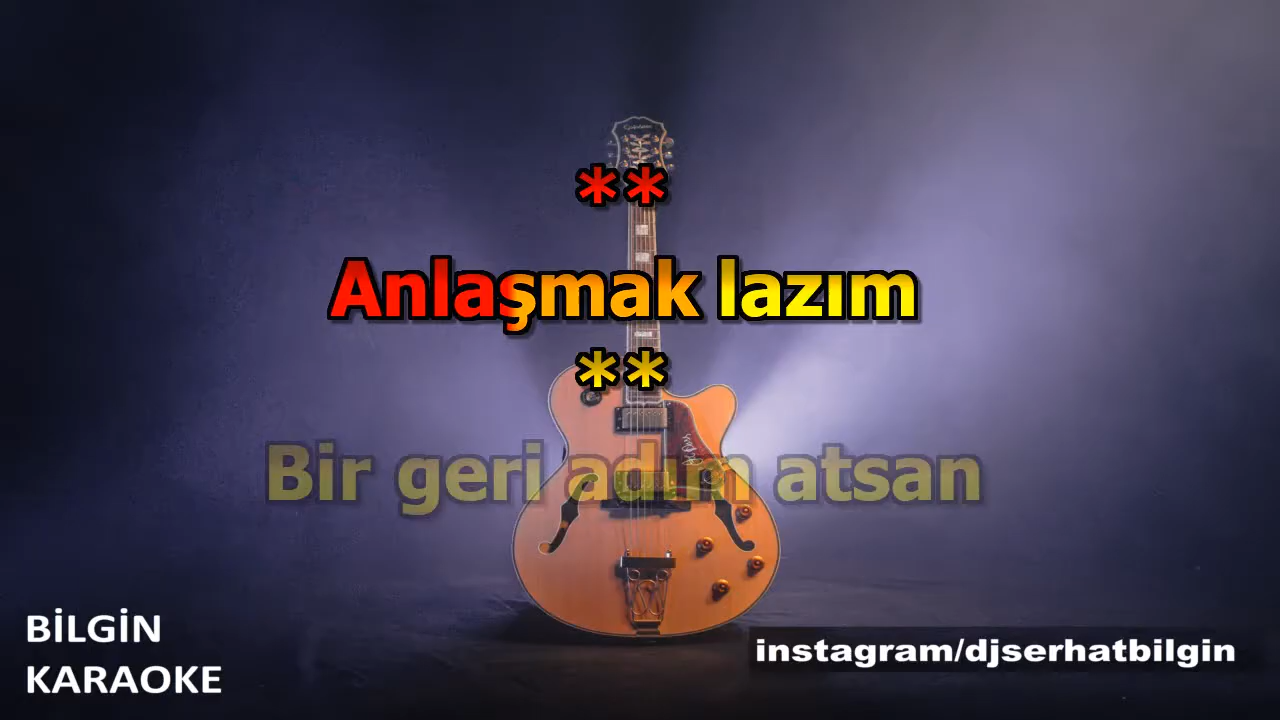 **
Anlaşmak lazım
**
Bir geri adım atsan
BİLGİN
KARAOKE
instagram/djserhatbilgin